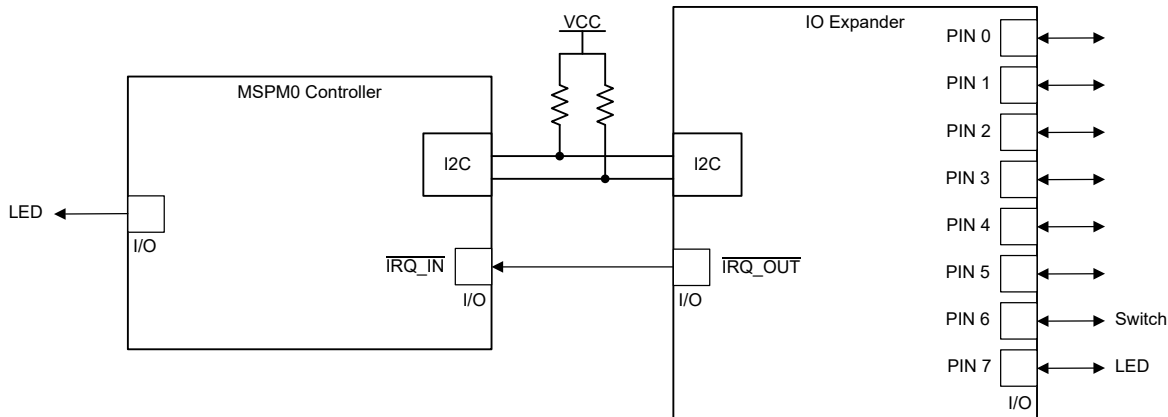 IO Expander
VCC
PIN 0
PIN 1
MSPM0 Controller
PIN 2
I2C
I2C
PIN 3
LED
PIN 4
I/O
IRQ_IN
IRQ_OUT
PIN 5
I/O
I/O
PIN 6
Switch
PIN 7
LED
I/O